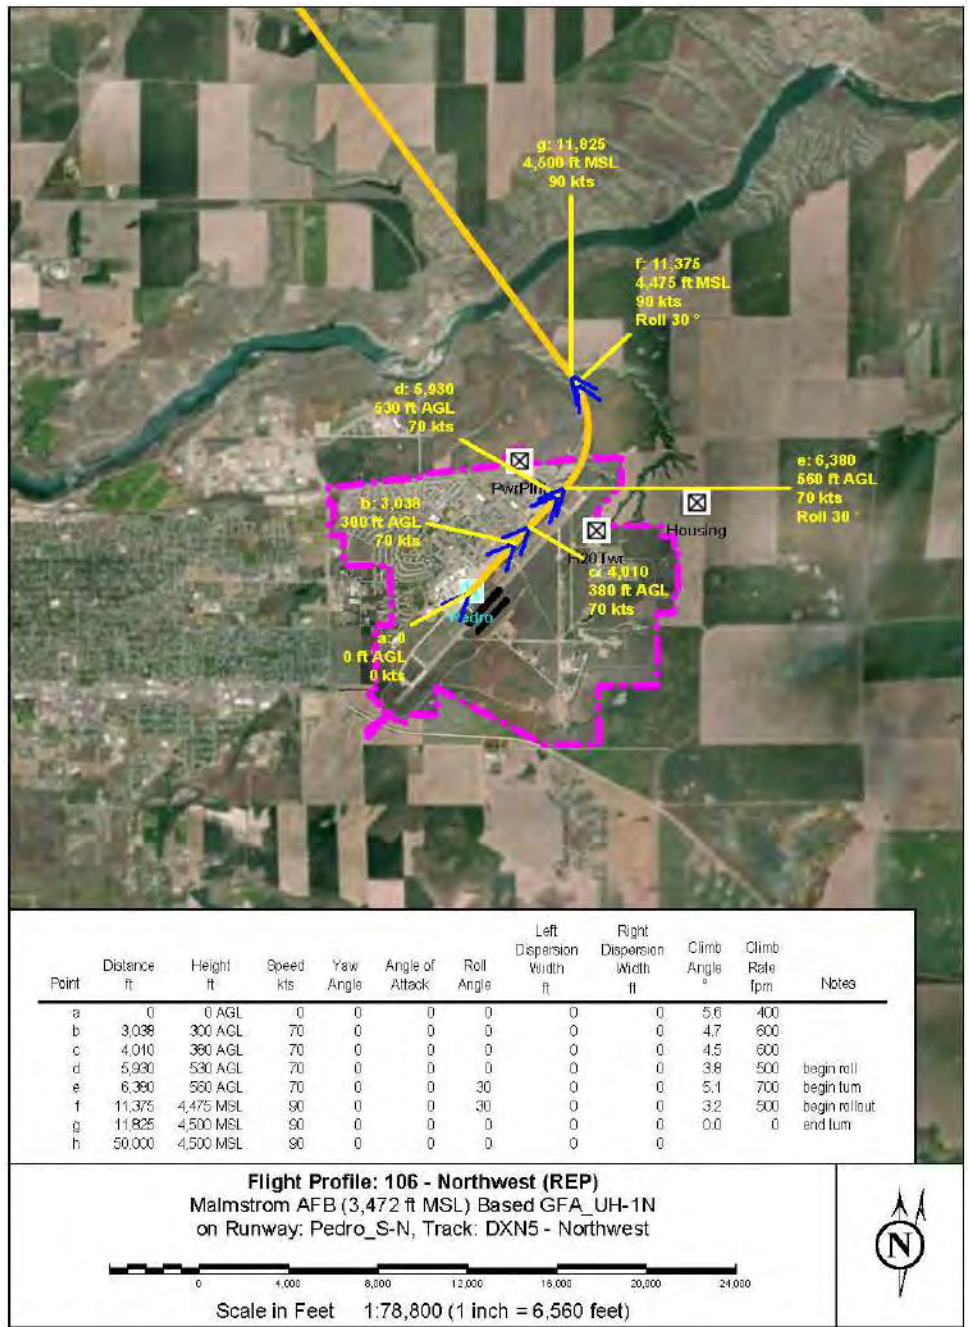 g: 11,825
4,500 ft MSL
90 kts
f: 11,375
4,475 ft MSL
90 kts
Roll 30 °
d: 5,930
530 ft AGL
70 kts
e: 6,380
560 ft AGL
70 kts
Roll 30 °
PwrPlnt
b: 3,038
300 ft AGL
70 kts
Housing
H20Twr
c: 4,010
380 ft AGL
70 kts
Pedro
a: 0
0 ft AGL
0 kts
Point Distance ft Height ft Speed kts Yaw Angle Angle of Attack Roll Angle Left Dispersion Width ft Right Dispersion Width ft Climb Angle ° Climb Rate fpm Notes
a 0 0 AGL 0 0 0 0 0 0 5.6 400
b 3,038 300 AGL 70 0 0 0 0 0 4.7 600
c 4,010 380 AGL 70 0 0 0 0 0 4.5 600
d 5,930 530 AGL 70 0 0 0 0 0 3.8 500 begin roll
e 6,380 560 AGL 70 0 0 30 0 0 5.1 700 begin turn
f 11,375 4,475 MSL 90 0 0 30 0 0 3.2 500 begin rollout
g 11,825 4,500 MSL 90 0 0 0 0 0 0.0 0 end turn
h 50,000 4,500 MSL 90 0 0 0 0 0
Flight Profile: 106 - Northwest (REP)
Malmstrom AFB (3,472 ft MSL) Based GFA_UH-1N
on Runway: Pedro_S-N, Track: DXN5 - Northwest
0 4,000 8,000 12,000 16,000 20,000 24,000
Scale in Feet 1:78,800 (1 inch = 6,560 feet)
N